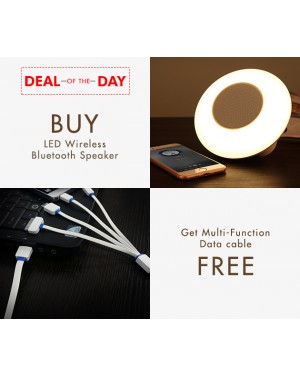 DEAL OF THE DAY
BUY
LED Wireless
Bluetooth Speaker
Get Multi-Function
Data cable
FREE